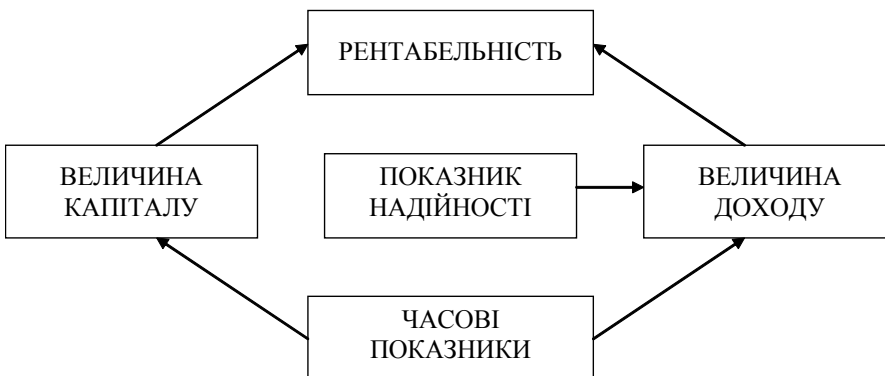 РЕНТАБЕЛЬНІСТЬ
ВЕЛИЧИНА
КАПІТАЛУ
ПОКАЗНИК
НАДІЙНОСТІ
ВЕЛИЧИНА
ДОХОДУ
ЧАСОВІ
ПОКАЗНИКИ